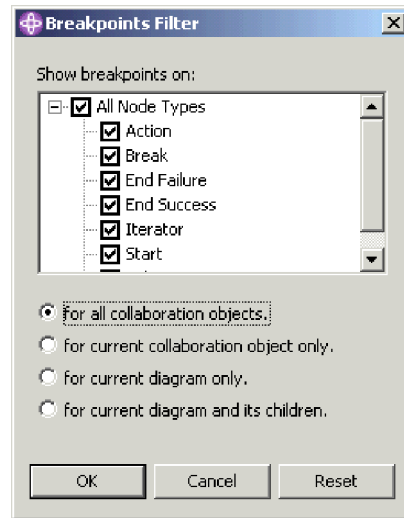 Breakpoints Filter
Show breakpoints on:
All Node Types
Action
Break
End Failure
End Success
Iterator
Start
for all collaboration objects.
for current collaboration object only.
for current diagram only.
for current diagram and its children.
OK Cancel Reset